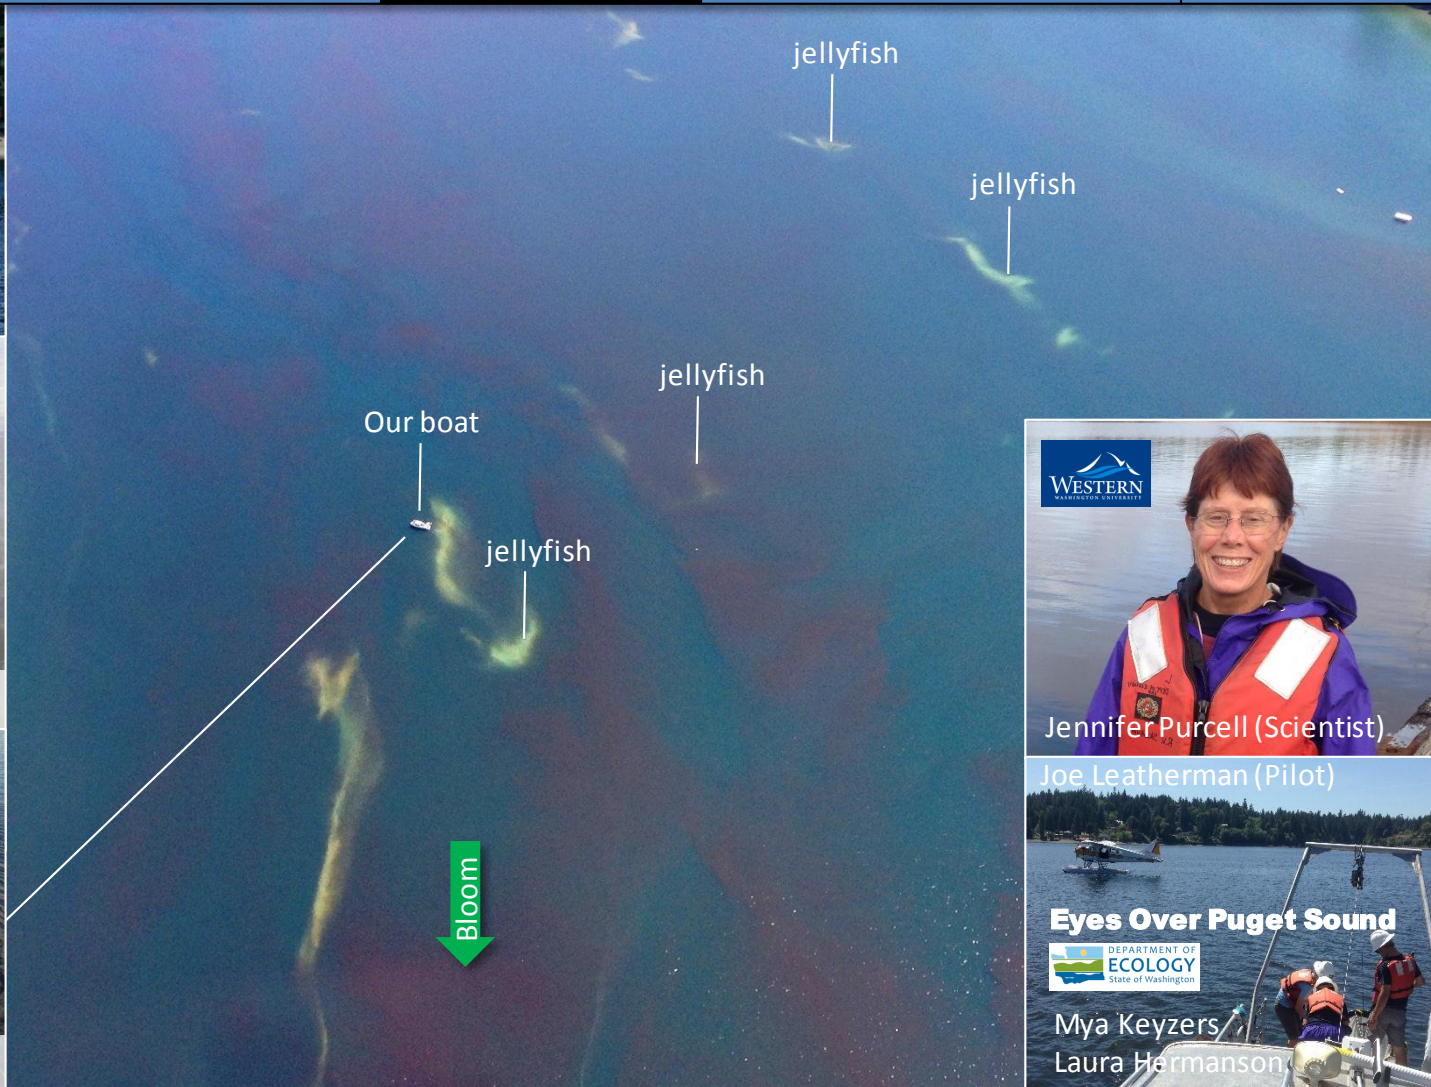 jellyfish
jellyfish
jellyfish
Our boat
jellyfish
Bloom
WESTERN
WASHINGTON UNIVERSITY
Jennifer Purcell (Scientist)
Joe Leatherman (Pilot)
Eyes Over Puget Sound
DEPARTMENT OF
ECOLOGY
State of Washington
Mya Keyzers
Laura Hermanson